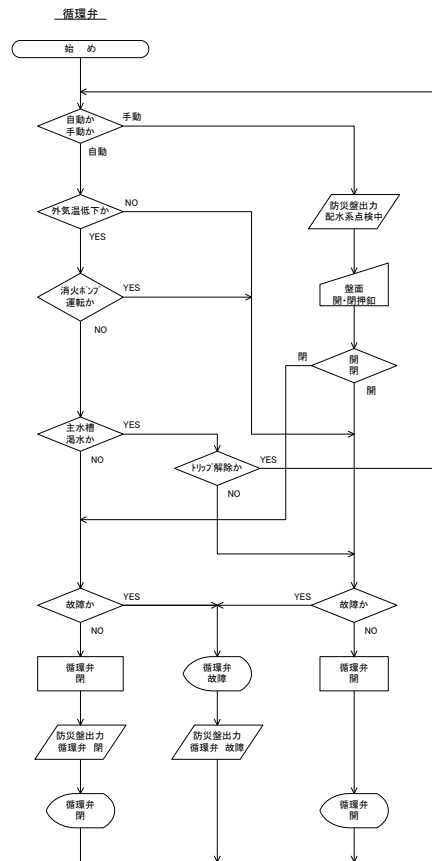 循環弁
始　め
自動か
手動か
手動
自動
外気温低下か
NO
YES
防災盤出力
配水系点検中
消火ポンプ
運転か
YES
NO
盤面
開・閉押釦
閉
開
閉
開
主水槽
渇水か
YES
NO
トリップ解除か
YES
NO
故障か
YES
NO
YES
故障か
NO
循環弁
閉
循環弁
故障
循環弁
開
防災盤出力
循環弁　閉
防災盤出力
循環弁　故障
循環弁
閉
循環弁
開